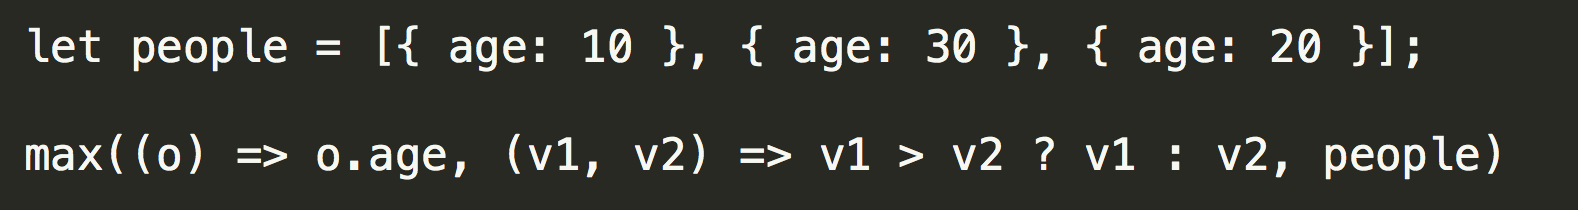 let people = [{ age: 10 }, { age: 30 }, { age: 20 }];
max((o) => o.age, (v1, v2) => v1 > v2 ? v1 : v2, people)